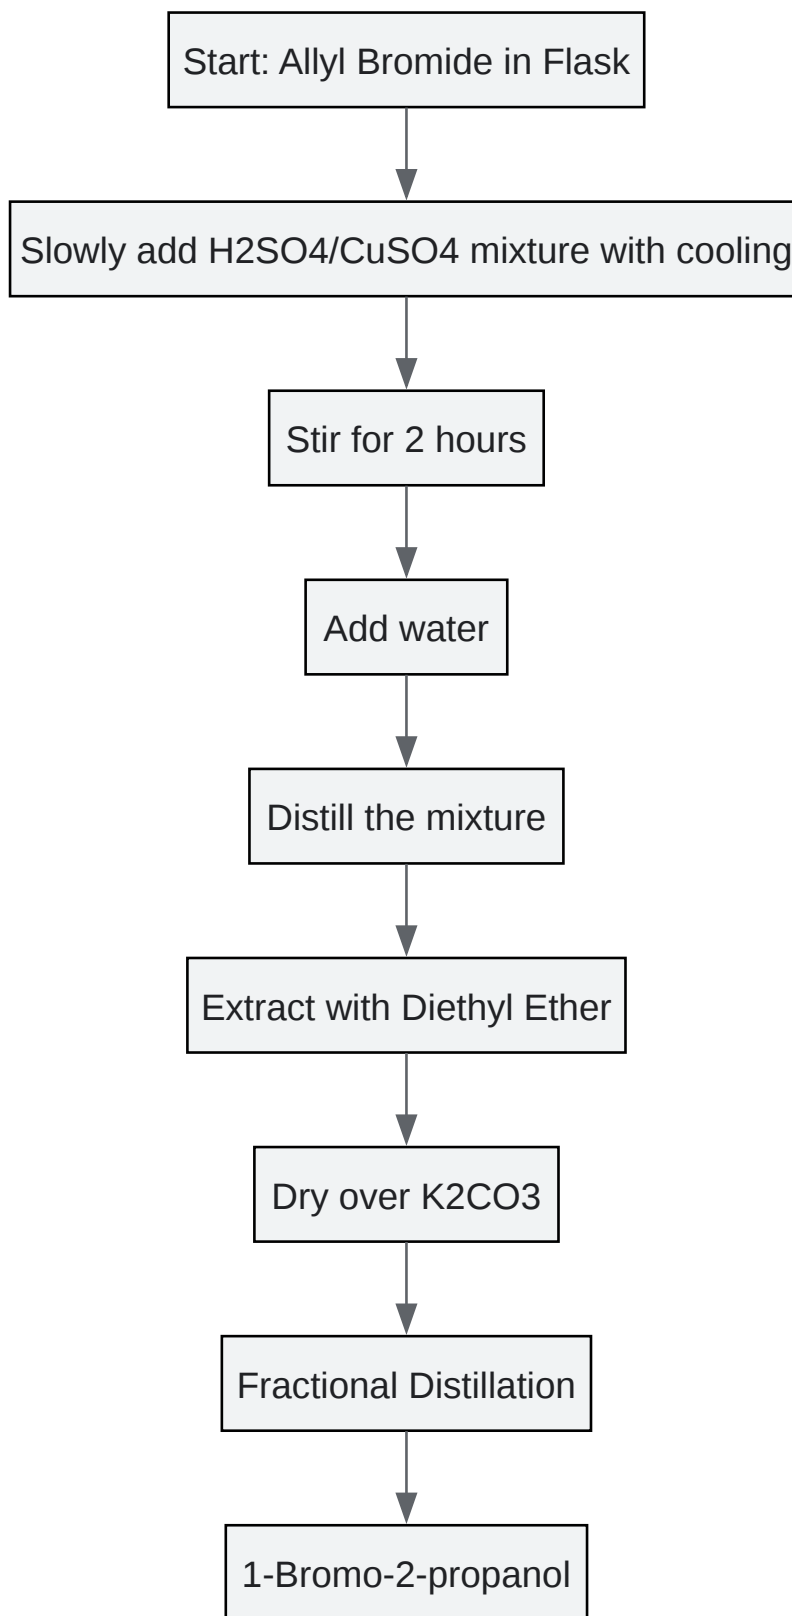 Start: Allyl Bromide in Flask
Slowly add H2SO4/CuSO4 mixture with cooling
Stir for 2 hours
Add water
Distill the mixture
Extract with Diethyl Ether
Dry over K2CO3
Fractional Distillation
1-Bromo-2-propanol